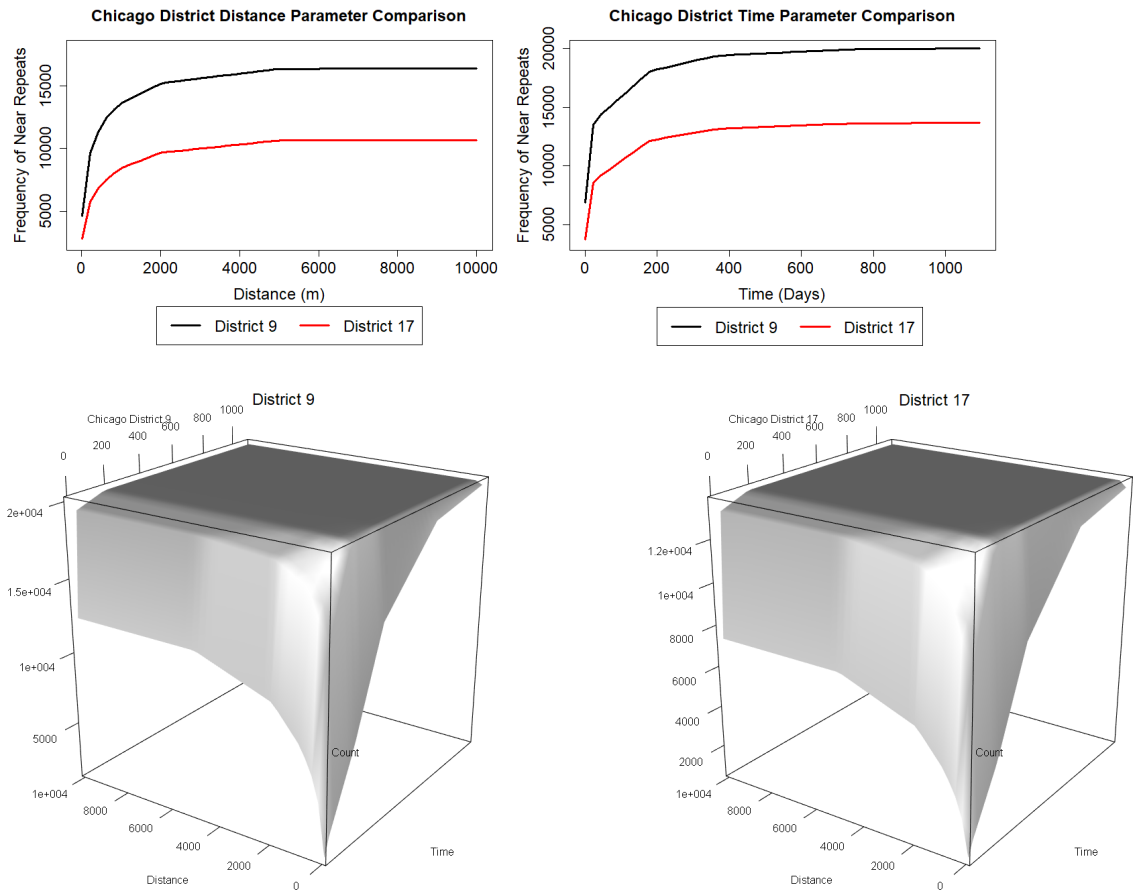 Chicago District Distance Parameter Comparison
Frequency of Near Repeats
5000 10000 15000
0 2000 4000 6000 8000 10000
Distance (m)
District 9 District 17
Chicago District Time Parameter Comparison
Frequency of Near Repeats
5000 10000 15000 20000
0 200 400 600 800 1000
Time (Days)
District 9 District 17
District 9
Chicago District 9
0 200 400 600 800 1000
2e+004
1.5e+004
1e+004
5000
1e+004 8000 6000 4000 2000 0
Distance
Time
Count
District 17
Chicago District 17
0 200 400 600 800 1000
1.2e+004
1e+004
8000
6000
4000
2000
1e+004 8000 6000 4000 2000 0
Distance
Time
Count